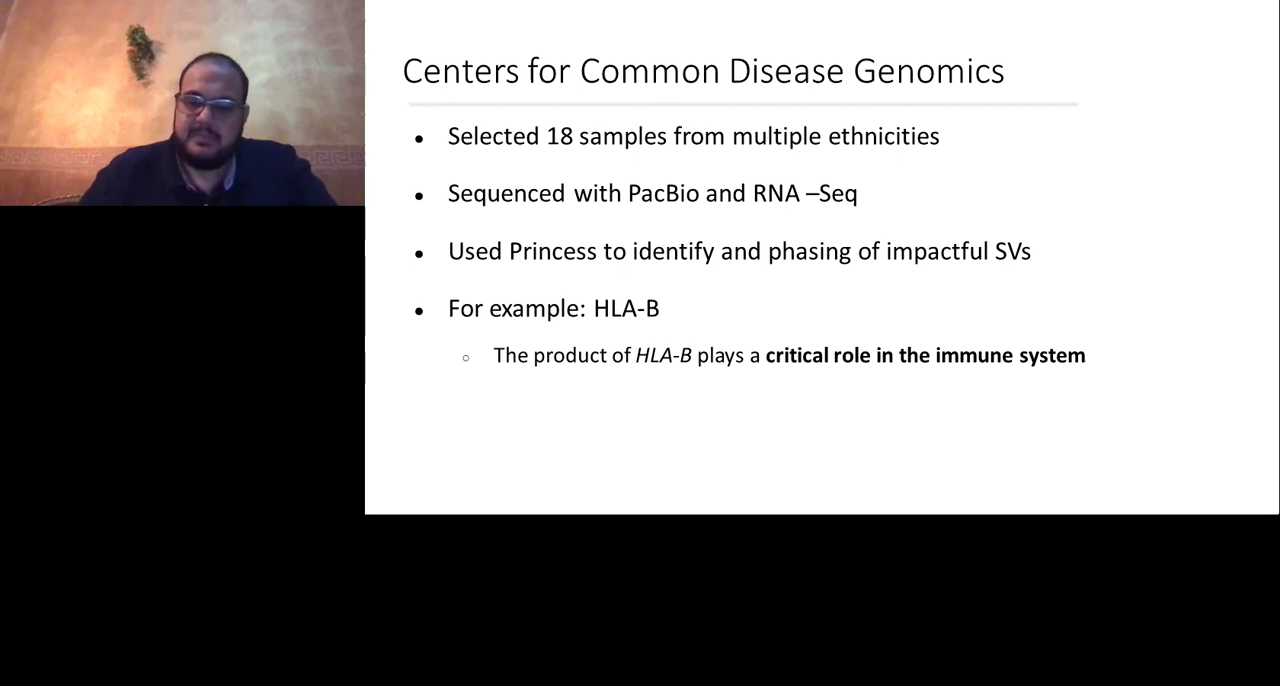 Centers for Common Disease Genomics
• Selected 18 samples from multiple ethnicities
• Sequenced with PacBio and RNA –Seq
• Used Princess to identify and phasing of impactful SVs
• For example: HLA-B
○ The product of HLA-B plays a critical role in the immune system